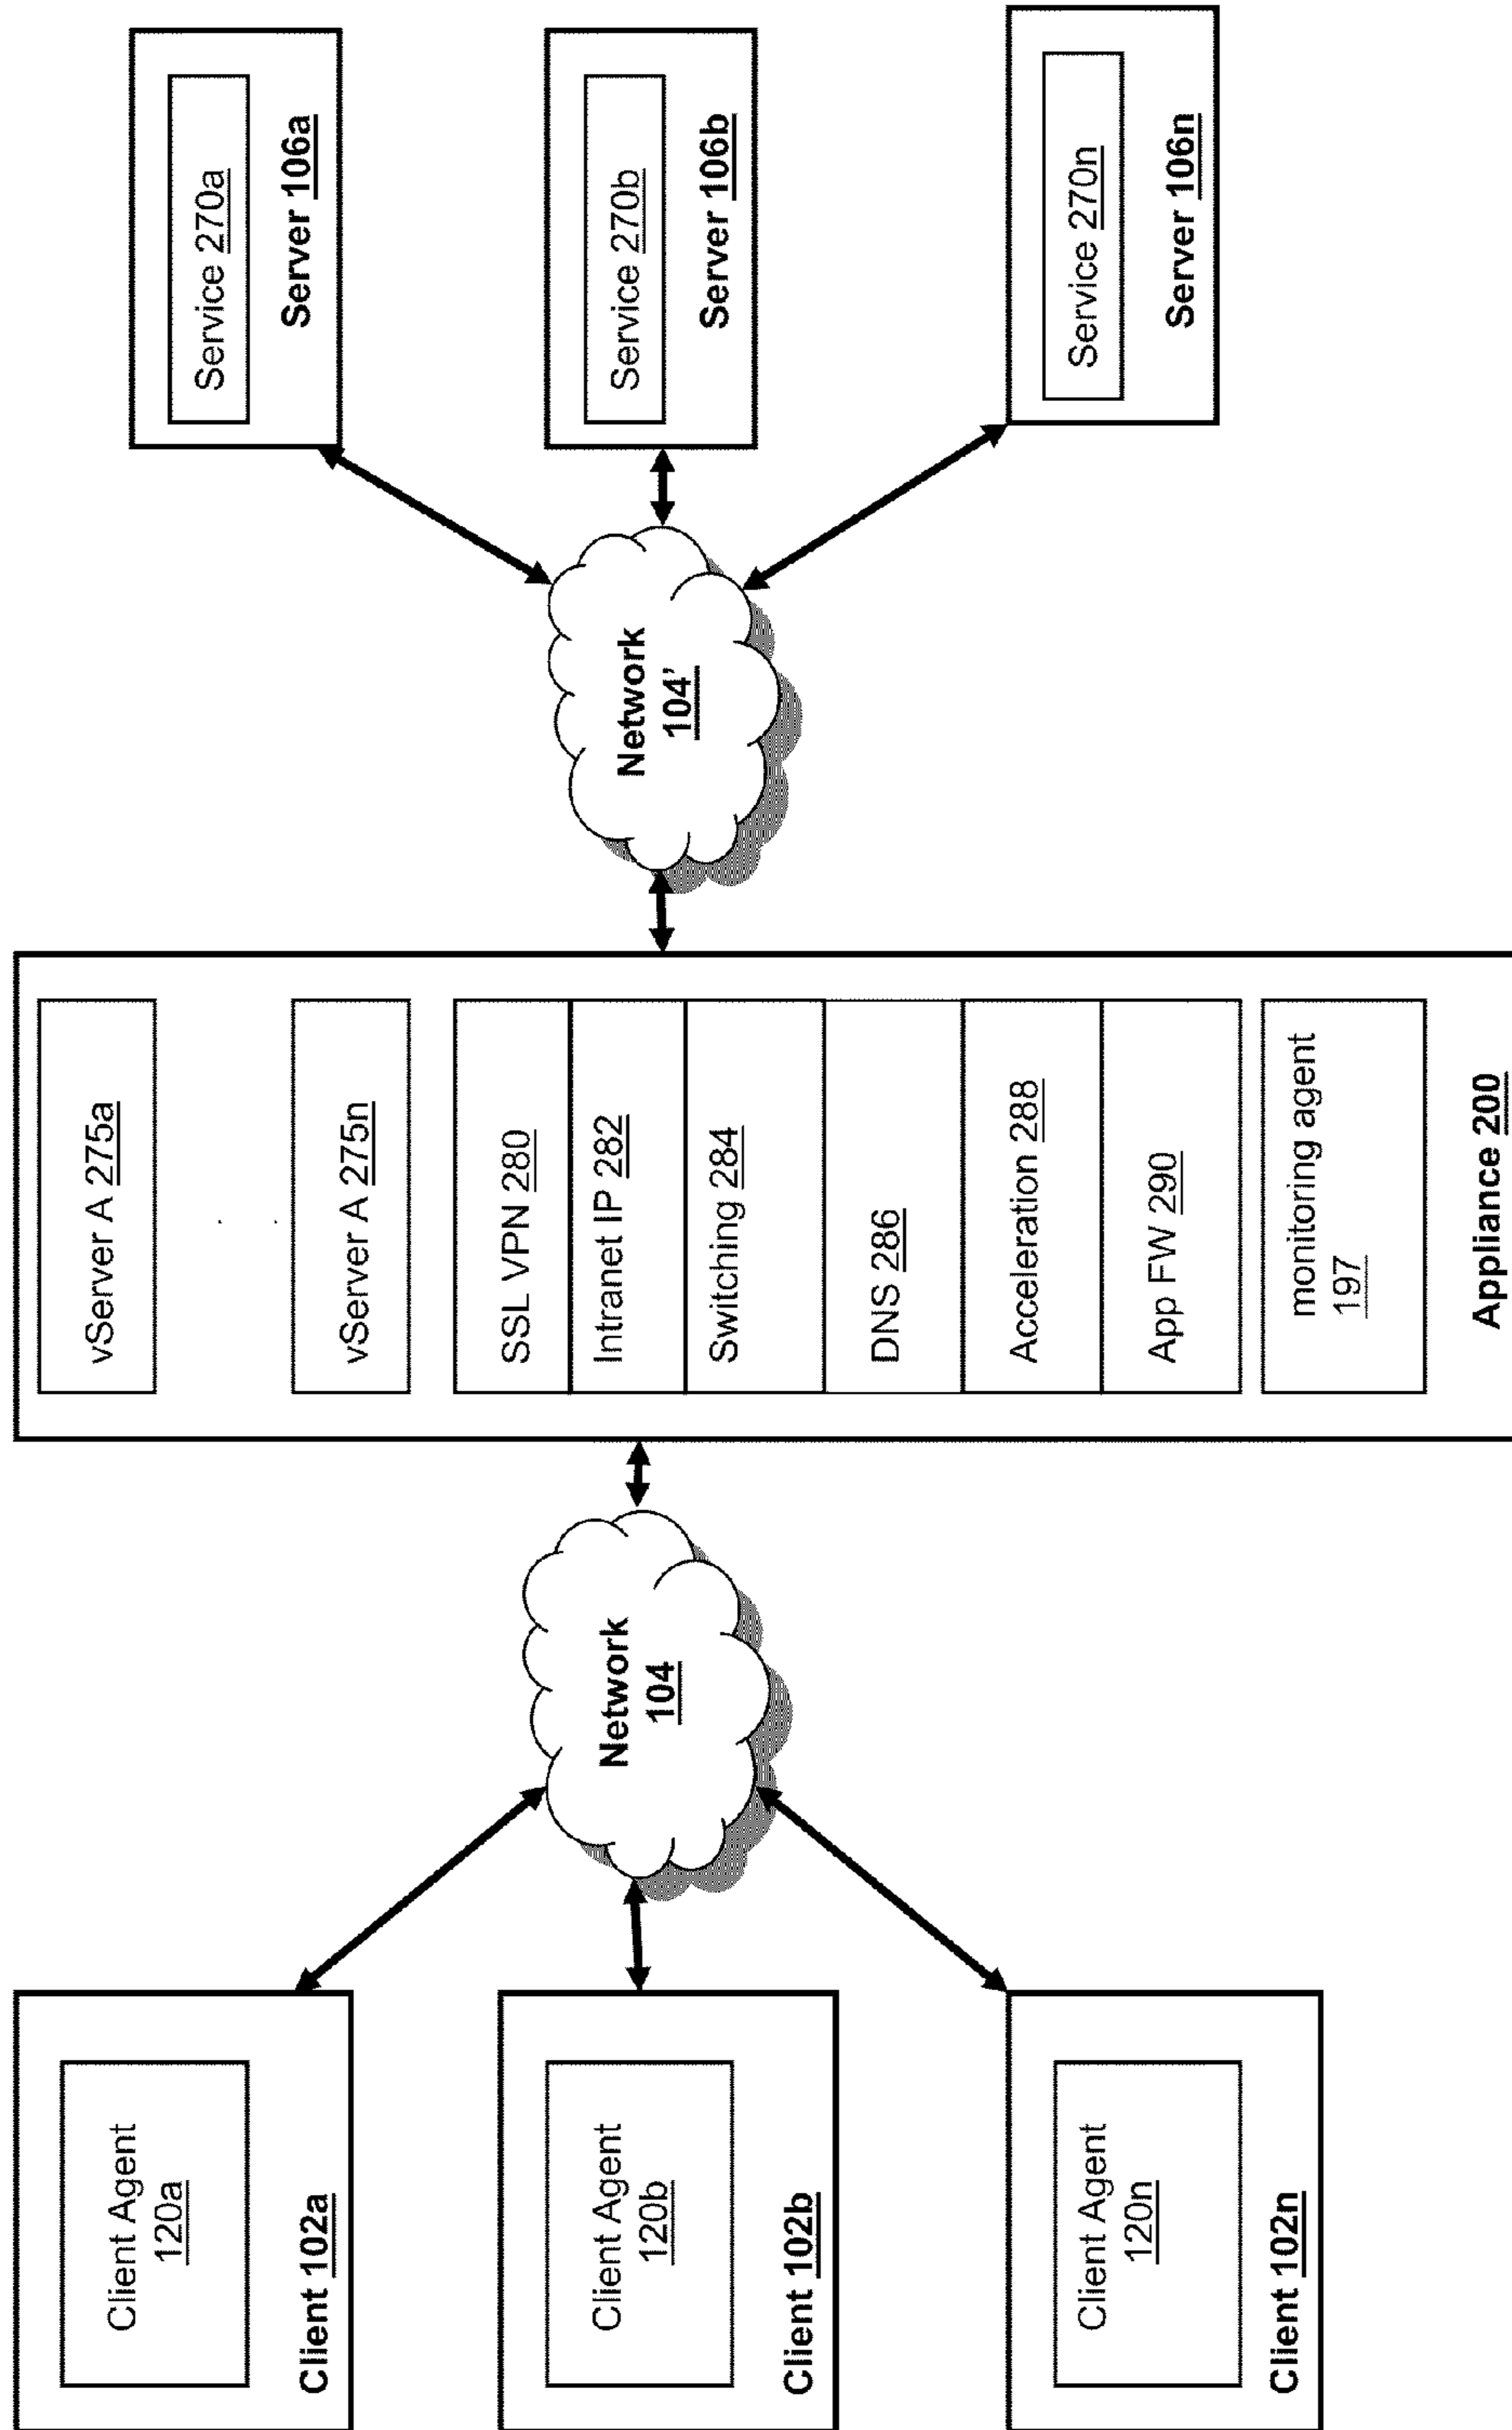 Client Agent
120a
Client 102a
Client Agent
120b
Client 102b
Client Agent
120n
Client 102n
Network
104
vServer A 275a
vServer A 275n
SSL VPN 280
Intranet IP 282
Switching 284
DNS 286
Acceleration 288
App FW 290
monitoring agent
197
Appliance 200
Network
104'
Service 270a
Server 106a
Service 270b
Server 106b
Service 270n
Server 106n